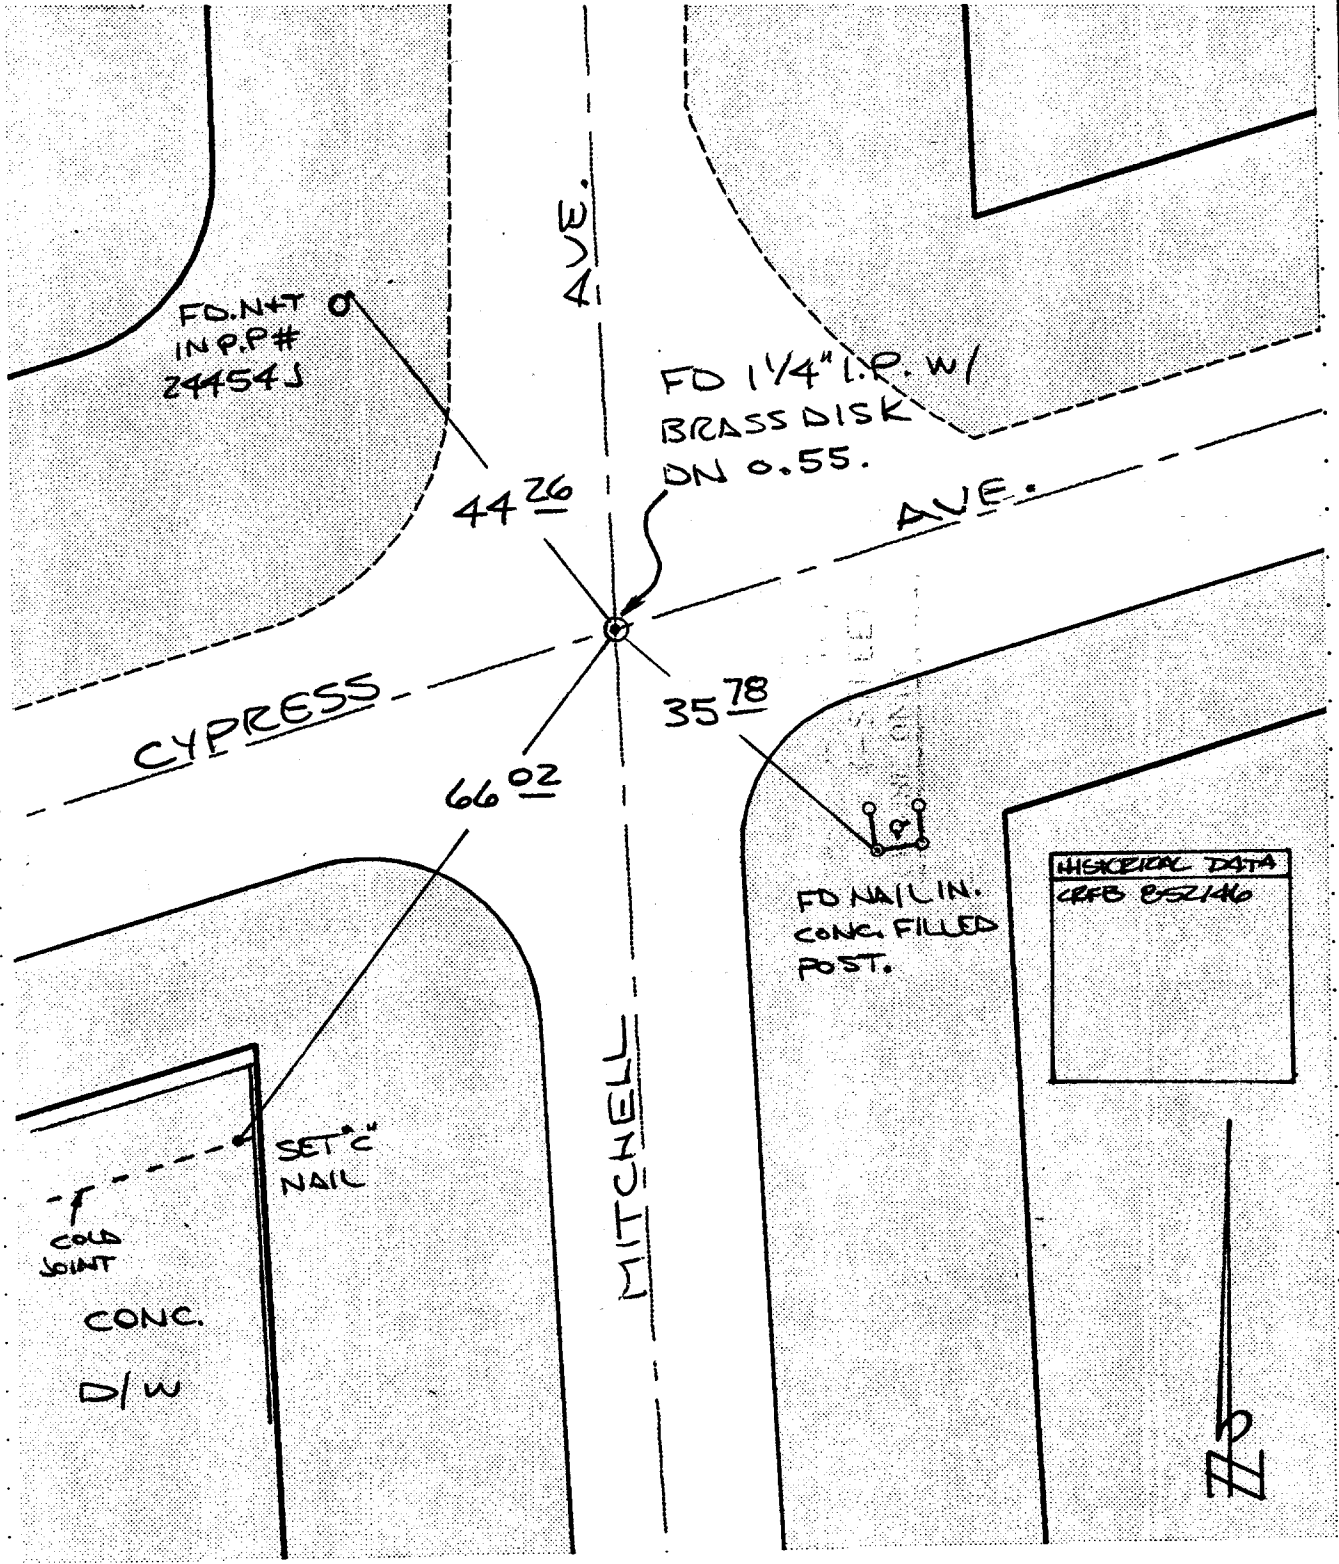 AVE.
FD. N+T
IN P.P #
24454J
FD 1 1/4" I.P. W/
BRASS DISK
DN 0.55.
44 26
AVE.
CYPRESS
35 78
66 02
FD NAIL IN.
CONC. FILLED
POST.
HISTORICAL DATA
CRFB 852/46
MITCHELL
SET "C"
NAIL
COLD
JOINT
CONC.
D/W